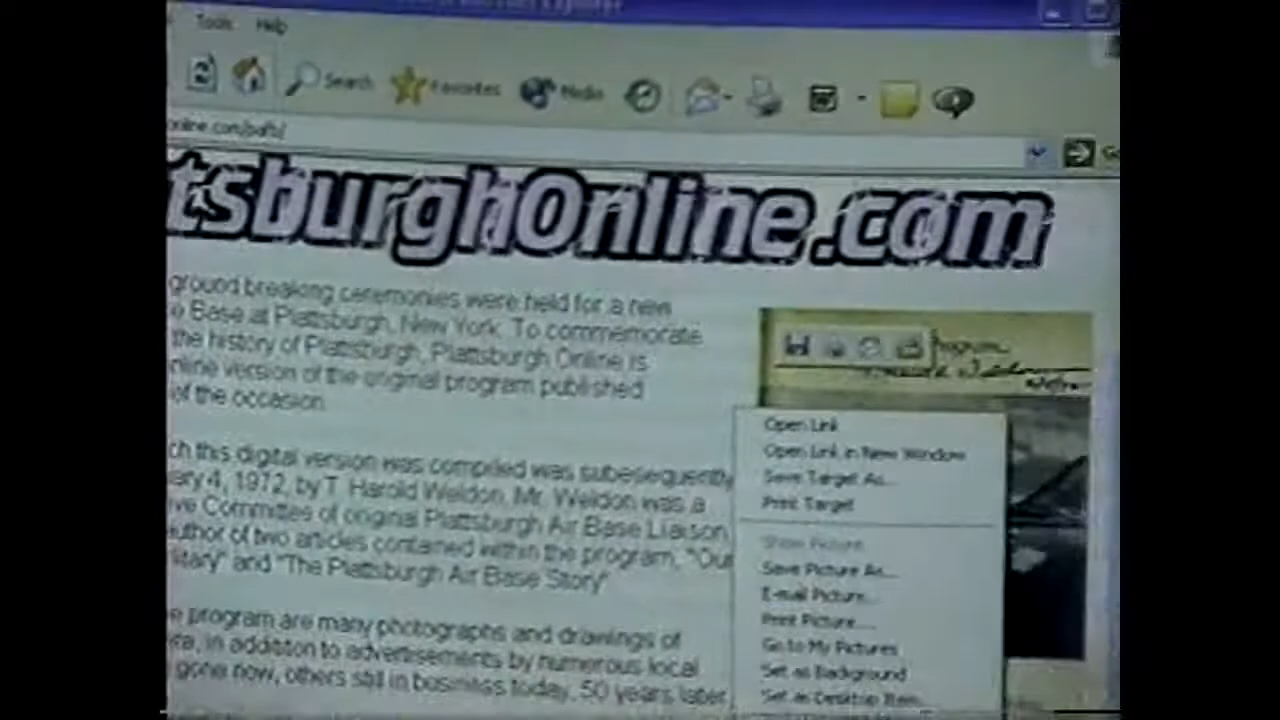 Tools Help
Search Favorites Media
online.com/pafb/
tsburghOnline.com
ground breaking ceremonies were held for a new
e Base at Plattsburgh, New York. To commemorate
the history of Plattsburgh, Plattsburgh Online is
nline version of the original program published
of the occasion.
ch this digital version was compiled was subesequently
ary 4, 1972, by T. Harold Weldon. Mr. Weldon was a
ive Committee of original Plattsburgh Air Base Liaison
author of two articles contained within the program, "Our
litary" and "The Plattsburgh Air Base Story"
e program are many photographs and drawings of
era, in addition to advertisements by numerous local
gone now, others still in business today, 50 years later
Open Link
Open Link in New Window
Save Target As...
Print Target
Show Picture
Save Picture As...
E-mail Picture...
Print Picture...
Go to My Pictures
Set as Background
Set as Desktop Item...